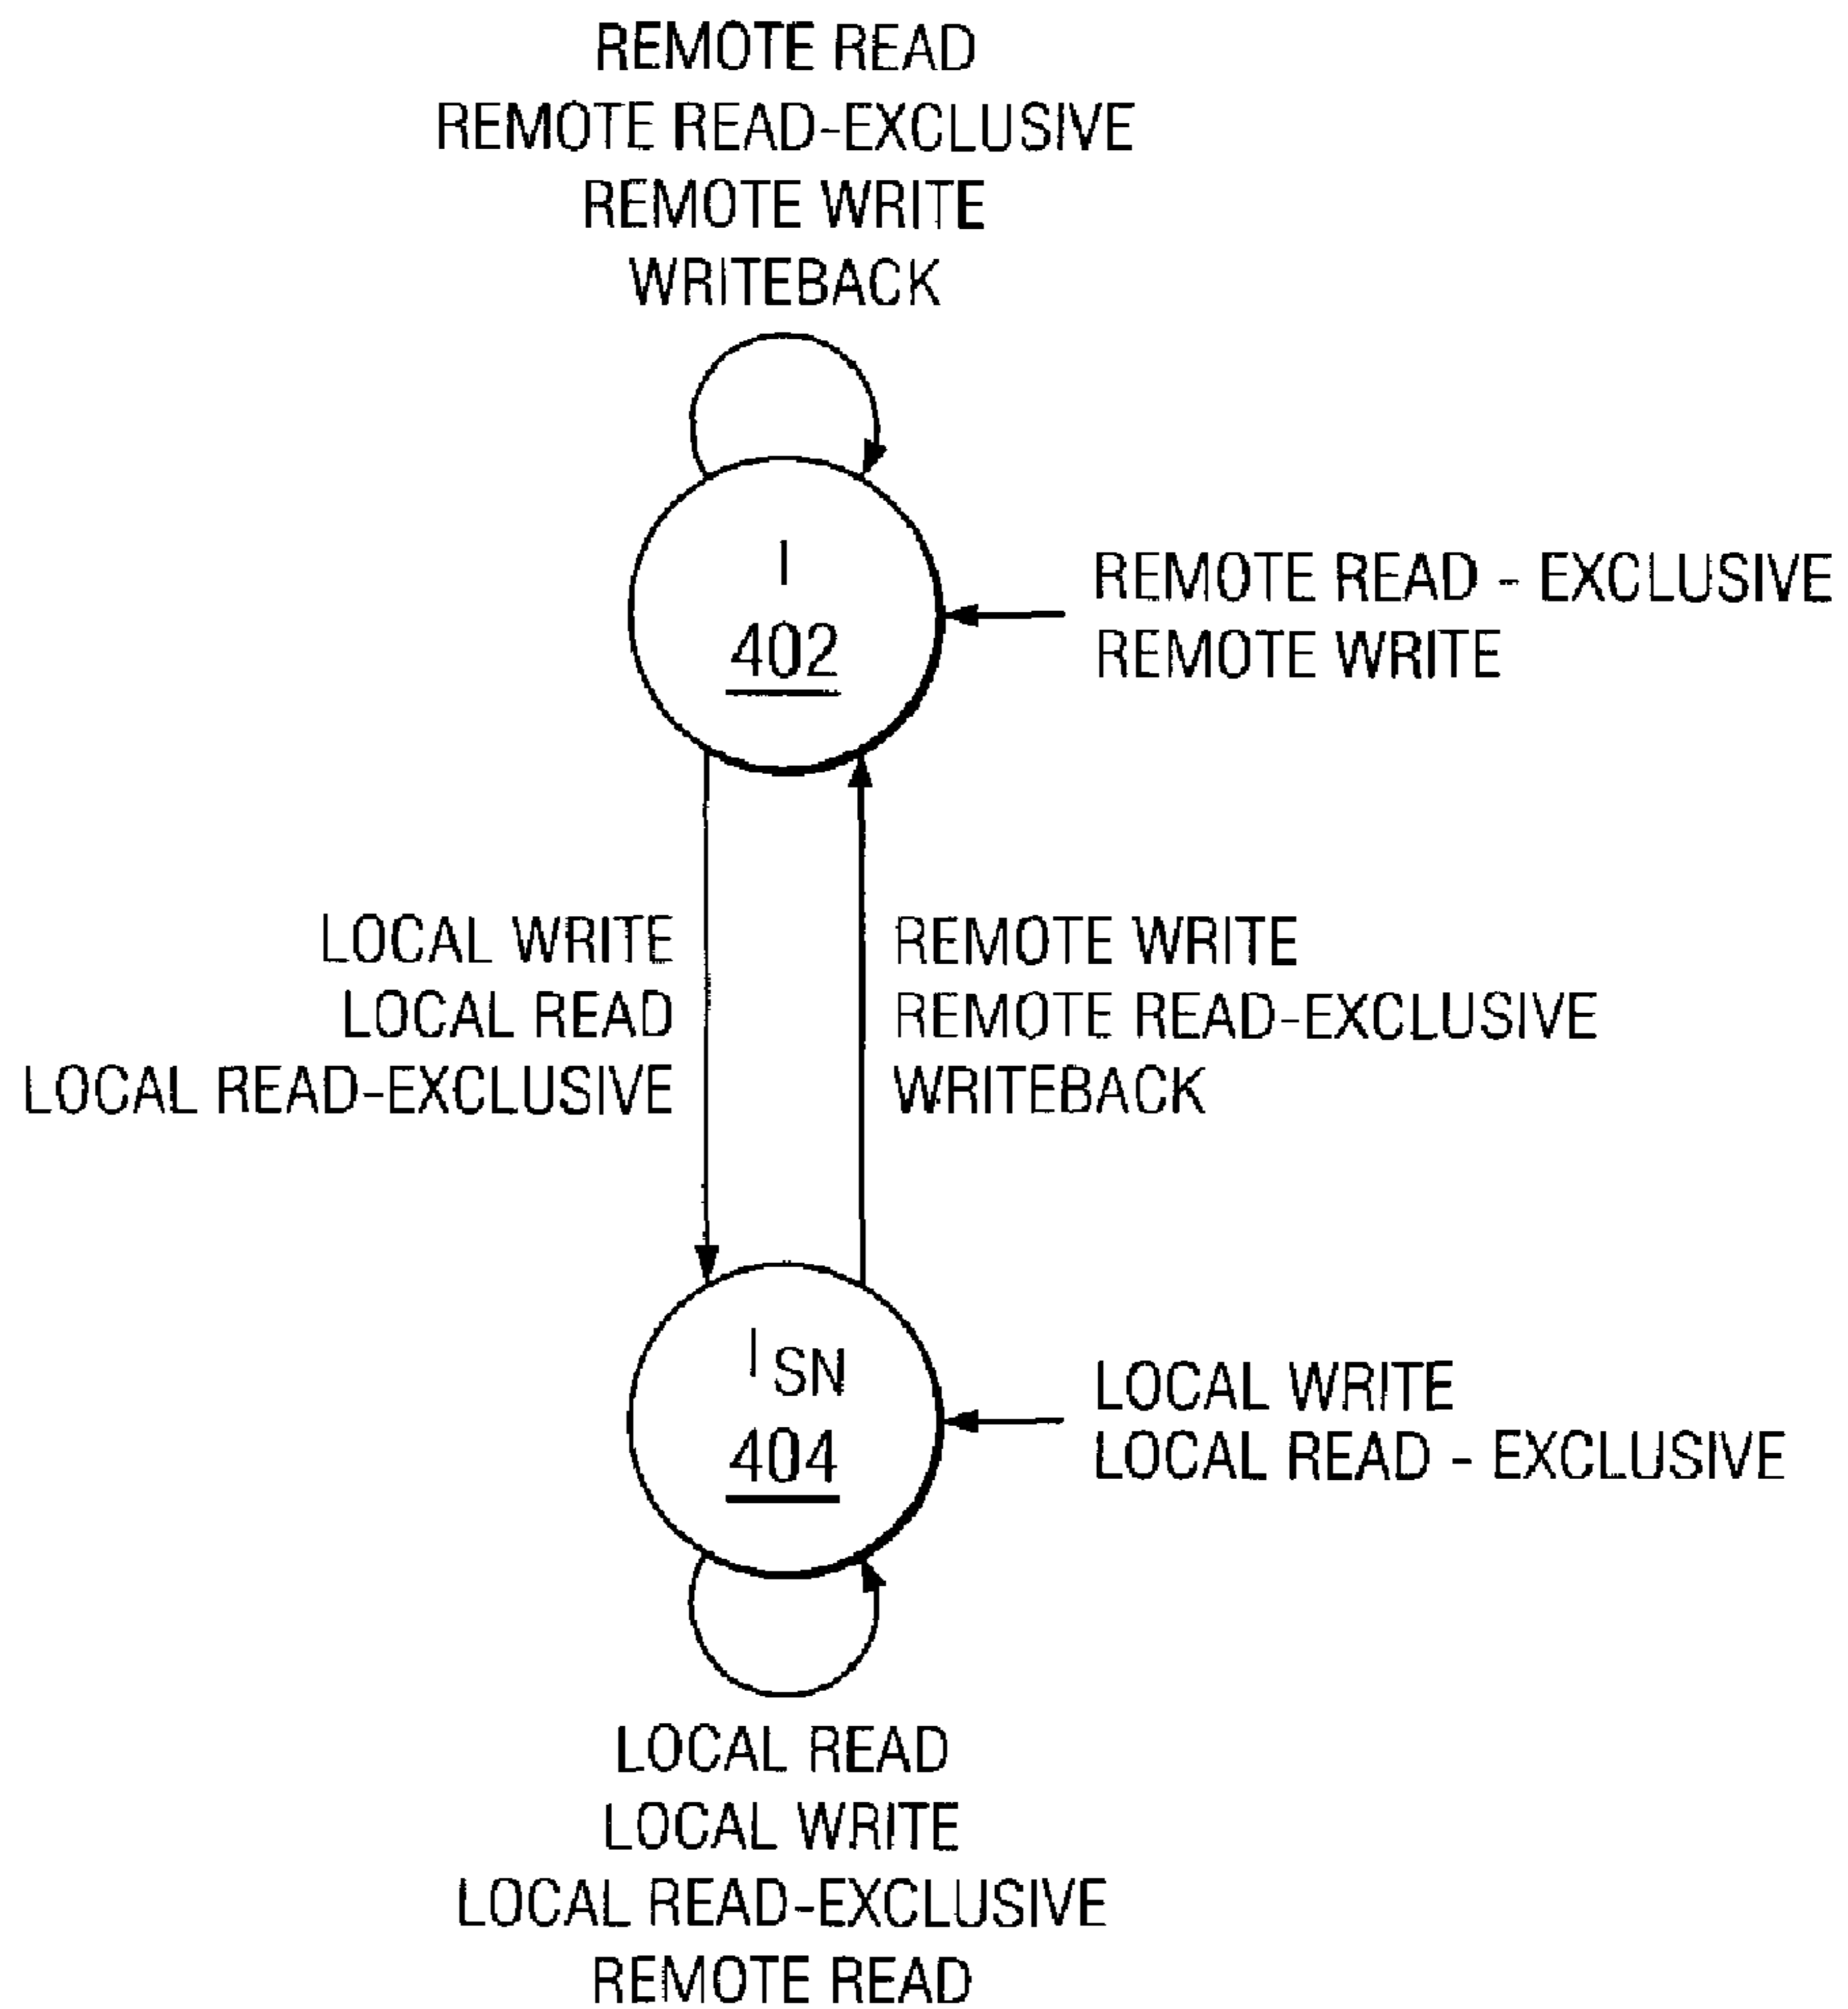 REMOTE READ
REMOTE READ-EXCLUSIVE
REMOTE WRITE
WRITEBACK
I
402
REMOTE READ - EXCLUSIVE
REMOTE WRITE
LOCAL WRITE
LOCAL READ
LOCAL READ-EXCLUSIVE
REMOTE WRITE
REMOTE READ-EXCLUSIVE
WRITEBACK
I SN
404
LOCAL WRITE
LOCAL READ - EXCLUSIVE
LOCAL READ
LOCAL WRITE
LOCAL READ-EXCLUSIVE
REMOTE READ